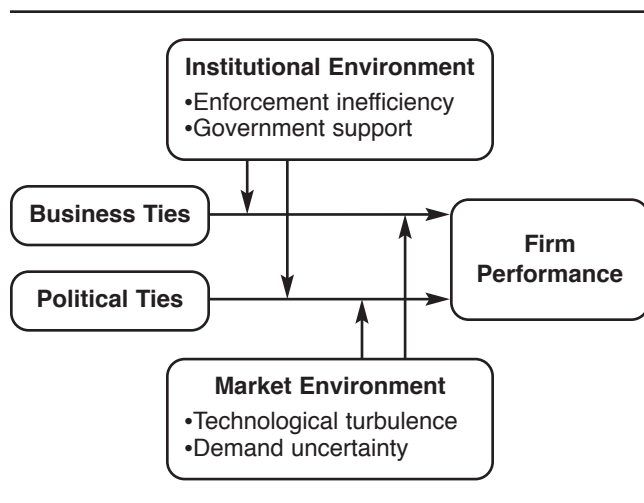 Institutional Environment
•Enforcement inefficiency
•Government support
Business Ties
Political Ties
Firm
Performance
Market Environment
•Technological turbulence
•Demand uncertainty